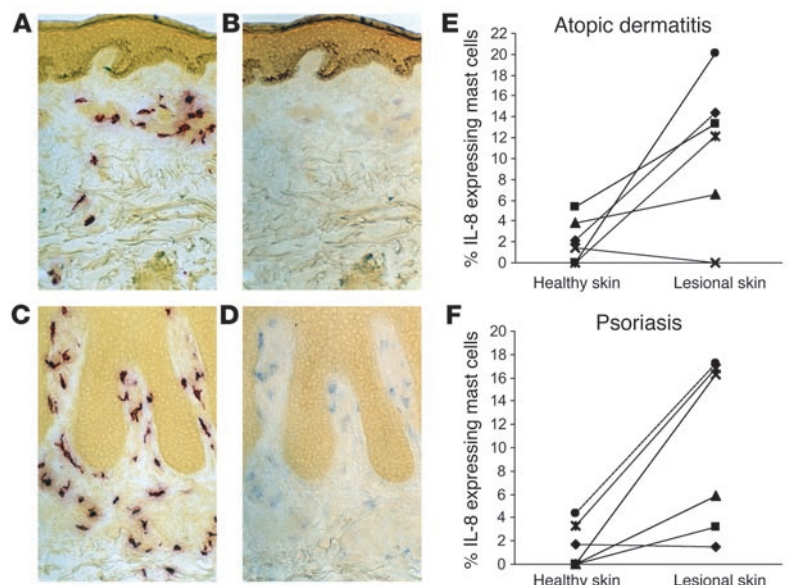 A
B
C
D
E
Atopic dermatitis
% IL-8 expressing mast cells
22
20
18
16
14
12
10
8
6
4
2
0
Healthy skin
Lesional skin
F
Psoriasis
% IL-8 expressing mast cells
20
18
16
14
12
10
8
6
4
2
0
Healthy skin
Lesional skin